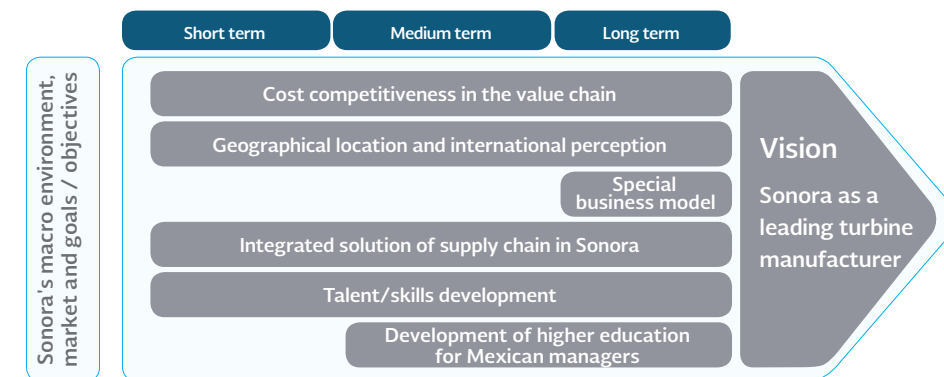 Short term
Medium term
Long term
Sonora's macro environment,
market and goals / objectives
Cost competitiveness in the value chain
Geographical location and international perception
Special
business model
Integrated solution of supply chain in Sonora
Talent/skills development
Development of higher education
for Mexican managers
Vision
Sonora as a
leading turbine
manufacturer